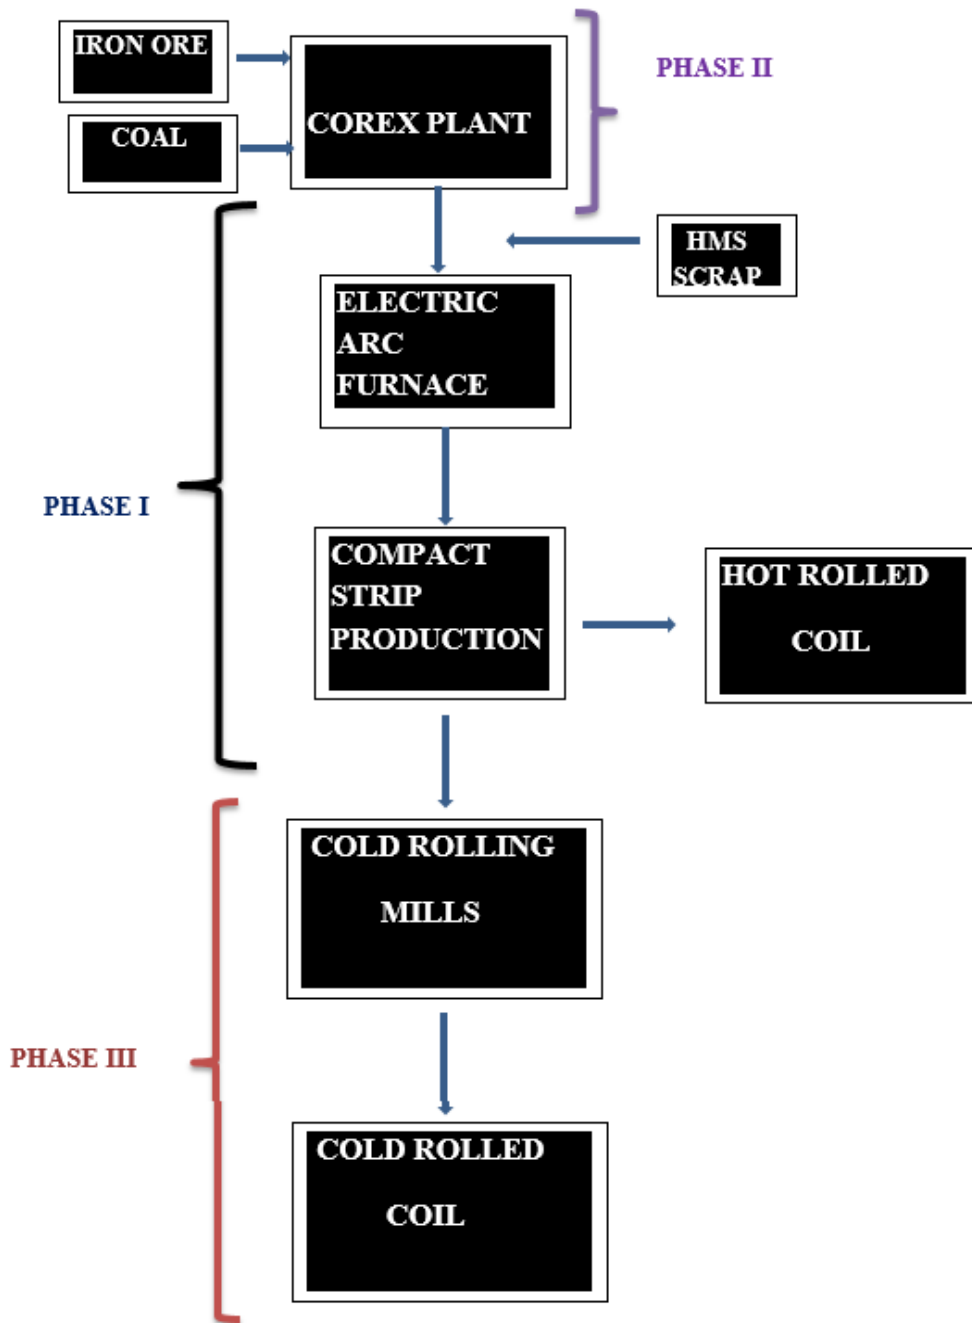 IRON ORE
PHASE II
COREX PLANT
COAL
HMS
SCRAP
ELECTRIC
ARC
FURNACE
PHASE I
COMPACT
STRIP
PRODUCTION
HOT ROLLED
COIL
COLD ROLLING
MILLS
PHASE III
COLD ROLLED
COIL